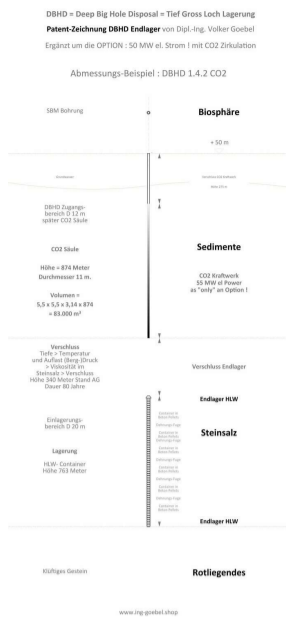 DBHD = Deep Big Hole Disposal = Tief Gross Loch Lagerung
Patent-Zeichnung DBHD Endlager von Dipl.-Ing. Volker Goebel
Ergänzt um die OPTION : 50 MW el. Strom ! mit CO2 Zirkulation
Abmessungs-Beispiel : DBHD 1.4.2 CO2
SBM Bohrung
Biosphäre
+ 50 m
DBHD Zugangs-
bereich D 12 m
später CO2 Säule
CO2 Säule
Sedimente
Höhe = 874 Meter
Durchmesser 11 m.
CO2 Kraftwerk
55 MW el Power
as "only" an Option !
Volumen =
5,5 x 5,5 x 3,14 x 874
= 83.000 m³
Verschluss
Tiefe > Temperatur
und Auflast (Berg-)Druck
> Viskosität im
Steinsalz > Verschluss
Höhe 340 Meter Stand AG
Dauer 80 Jahre
Verschluss Endlager
Endlager HLW
Einlagerungs-
bereich D 20 m
Steinsalz
Lagerung
HLW- Container
Höhe 763 Meter
Endlager HLW
Klüftiges Gestein
Rotliegendes
www.ing-goebel.shop